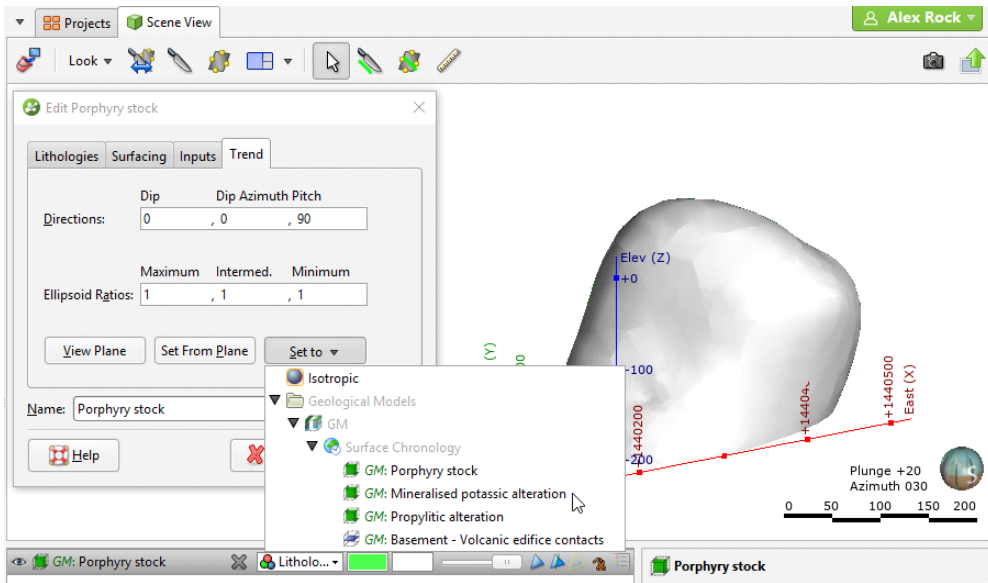 Projects Scene View Alex Rock
Look
Edit Porphyry stock
Lithologies Surfacing Inputs Trend
Dip Dip Azimuth Pitch
Directions: 0 , 0 , 90
Maximum Intermed. Minimum
Ellipsoid Ratios: 1 , 1 , 1
View Plane Set From Plane Set to
Isotropic
Geological Models
GM
Surface Chronology
GM: Porphyry stock
GM: Mineralised potassic alteration
GM: Propylitic alteration
GM: Basement - Volcanic edifice contacts
Name: Porphyry stock
Help
Elev (Z)
+0
-100
-200
(Y)
+1440200
+1440500
East (X)
Plunge +20
Azimuth 030
0 50 100 150 200
S
GM: Porphyry stock Litholo...
Porphyry stock